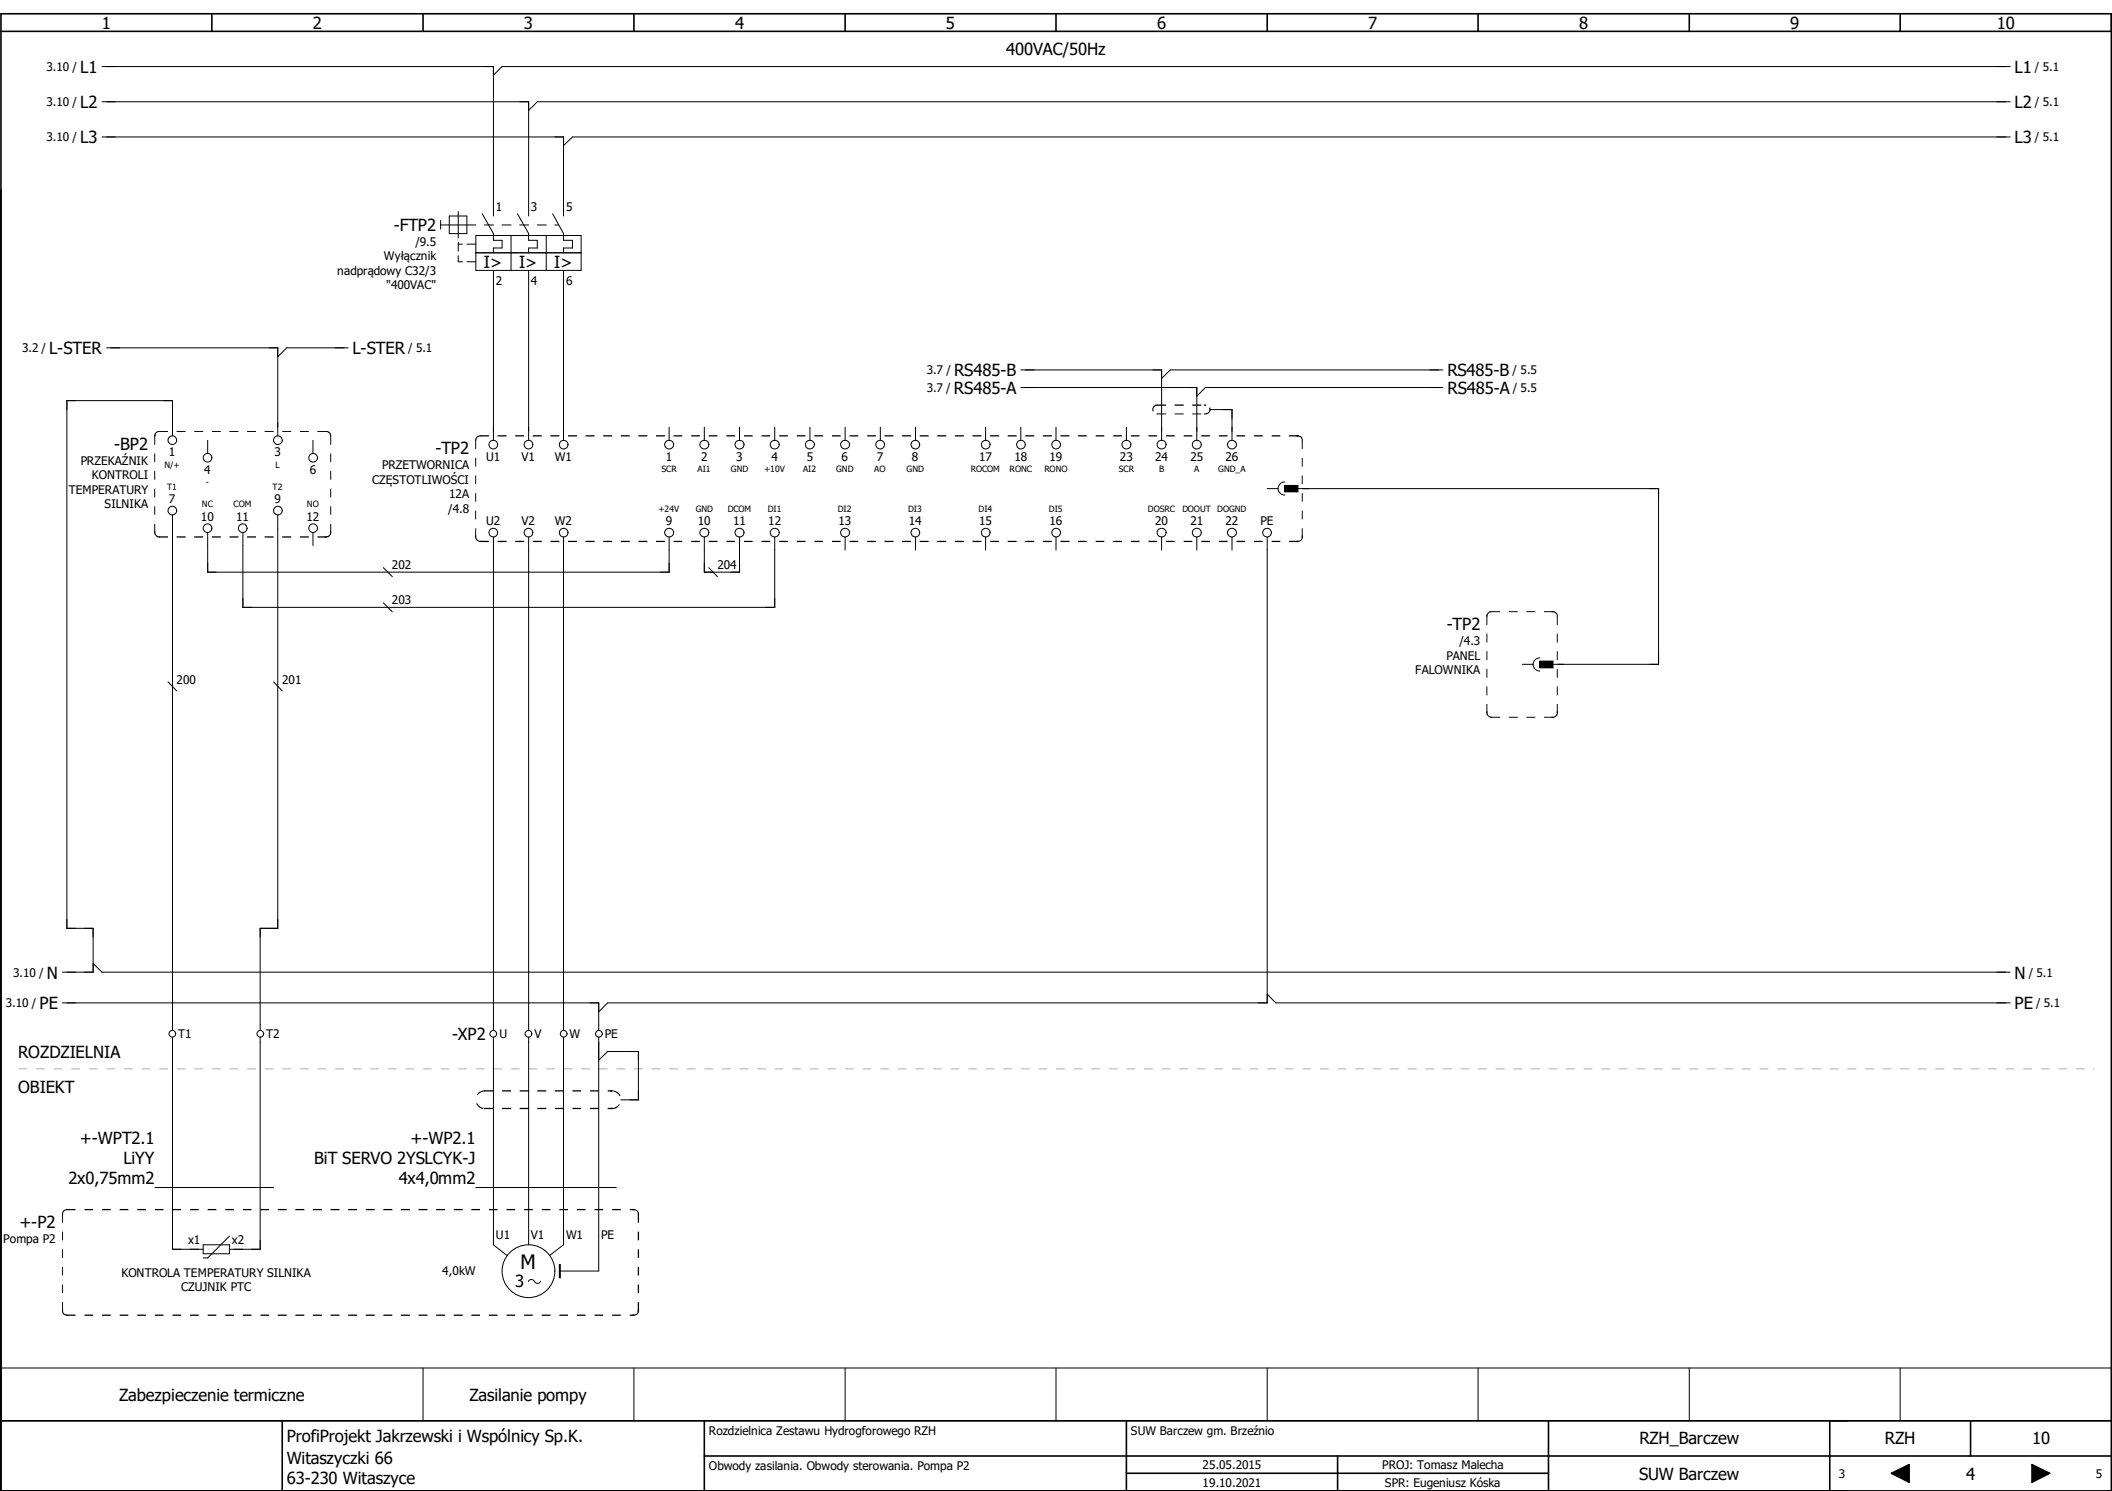 1 2 3 4 5 6 7 8 9 10
400VAC/50Hz
3.10 / L1 L1 / 5.1
3.10 / L2 L2 / 5.1
3.10 / L3 L3 / 5.1
1 3 5
-FTP2
/9.5
Wyłącznik
nadprądowy C32/3
"400VAC"
I> I> I>
2 4 6
3.2 / L-STER L-STER / 5.1
3.7 / RS485-B RS485-B / 5.5
3.7 / RS485-A RS485-A / 5.5
-BP2
PRZEKAŹNIK
KONTROLI
TEMPERATURY
SILNIKA
1 4 3 6
N/+ - L
T1 T2
7 9
NC COM NO
10 11 12
-TP2
PRZETWORNICA
CZĘSTOTLIWOŚCI
12A
/4.8
U1 V1 W1
1 2 3 4 5 6 7 8 17 18 19 23 24 25 26
SCR AI1 GND +10V AI2 GND AO GND ROCOM RONC RONO SCR B A GND_A
+24V GND DCOM DI1 DI2 DI3 DI4 DI5 DOSRC DOOUT DOGND
U2 V2 W2 9 10 11 12 13 14 15 16 20 21 22 PE
202
204
203
-TP2
/4.3
PANEL
FALOWNIKA
200 201
3.10 / N N / 5.1
3.10 / PE PE / 5.1
T1 T2 -XP2 U V W PE
ROZDZIELNIA
OBIEKT
+-WPT2.1
LiYY
2x0,75mm2
+-WP2.1
BiT SERVO 2YSLCYK-J
4x4,0mm2
+-P2
Pompa P2
x1 x2
KONTROLA TEMPERATURY SILNIKA
CZUJNIK PTC
U1 V1 W1 PE
4,0kW
M
3~
Zabezpieczenie termiczne
Zasilanie pompy
ProfiProjekt Jakrzewski i Wspólnicy Sp.K.
Witaszyczki 66
63-230 Witaszyce
Rozdzielnica Zestawu Hydrogforowego RZH
Obwody zasilania. Obwody sterowania. Pompa P2
SUW Barczew gm. Brzeźnio
25.05.2015 PROJ: Tomasz Malecha
19.10.2021 SPR: Eugeniusz Kóska
RZH_Barczew
SUW Barczew
RZH 10
3 4 5